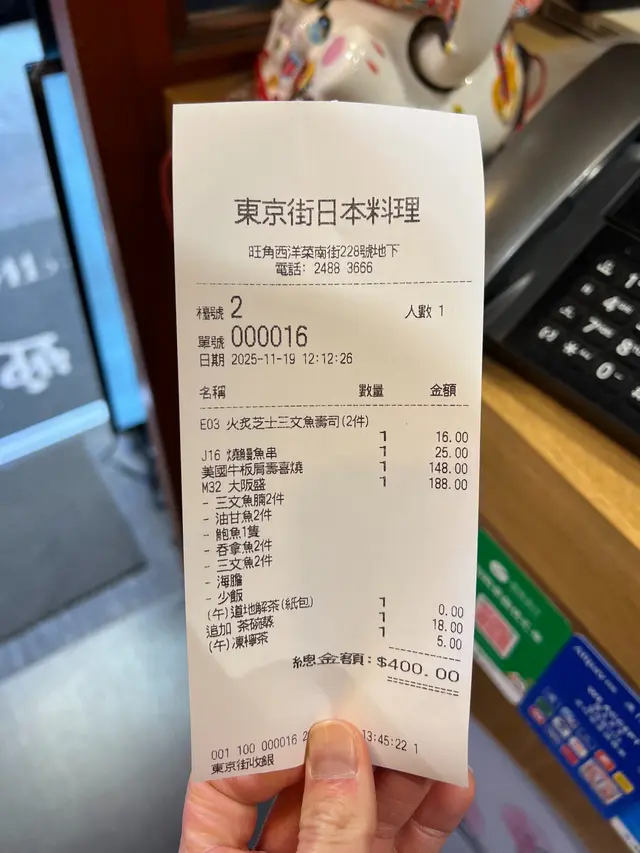 東京街日本料理
旺角西洋菜南街228號地下
電話: 2488 3666
檯號 2 人數 1
單號 000016
日期 2025-11-19 12:12:26
名稱 數量 金額
E03 火炙芝士三文魚壽司(2件)
1 16.00
J16 燒鰻魚串 1 25.00
美國牛板肩壽喜燒 1 148.00
M32 大阪盛 1 188.00
- 三文魚腩2件
- 油甘魚2件
- 鮑魚1隻
- 吞拿魚2件
- 三文魚2件
- 海膽
- 少飯
(午)道地解茶(紙包) 1 0.00
追加 茶碗蒸 1 18.00
(午)凍檸茶 1 5.00
總金額:$400.00
001 100 000016 2 13:45:22 1
東京街收銀